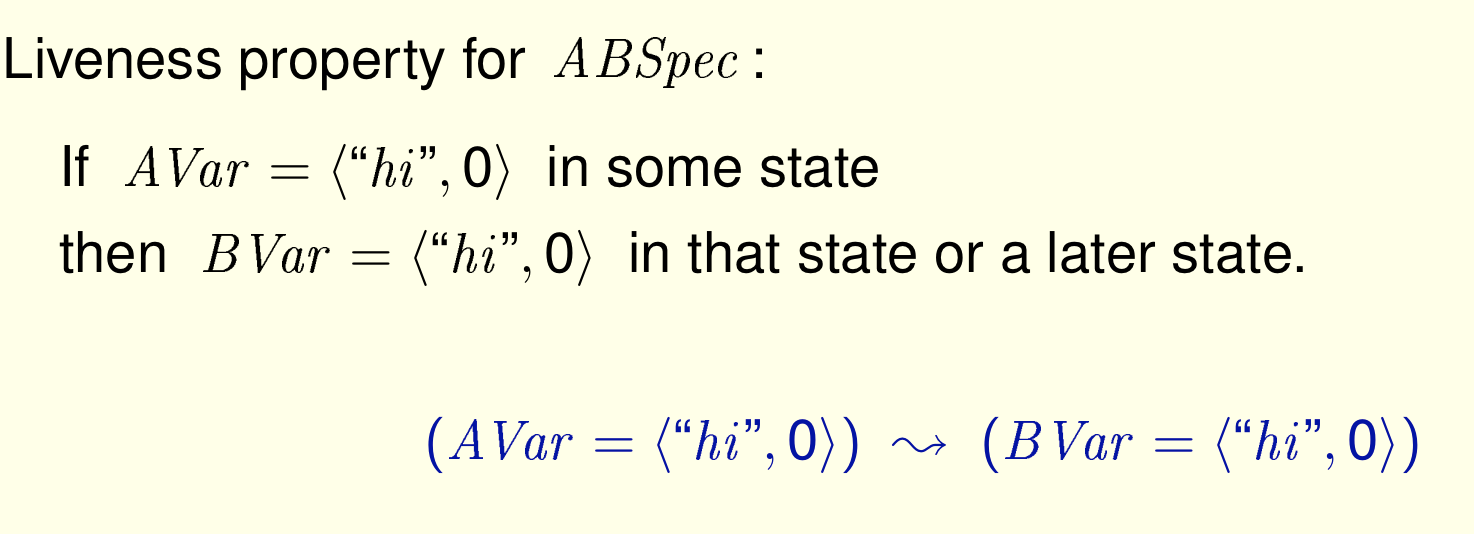 Liveness property for ABSpec :
If AVar = ⟨“hi”, 0⟩ in some state
then BVar = ⟨“hi”, 0⟩ in that state or a later state.
(AVar = ⟨“hi”, 0⟩) ⇝ (BVar = ⟨“hi”, 0⟩)